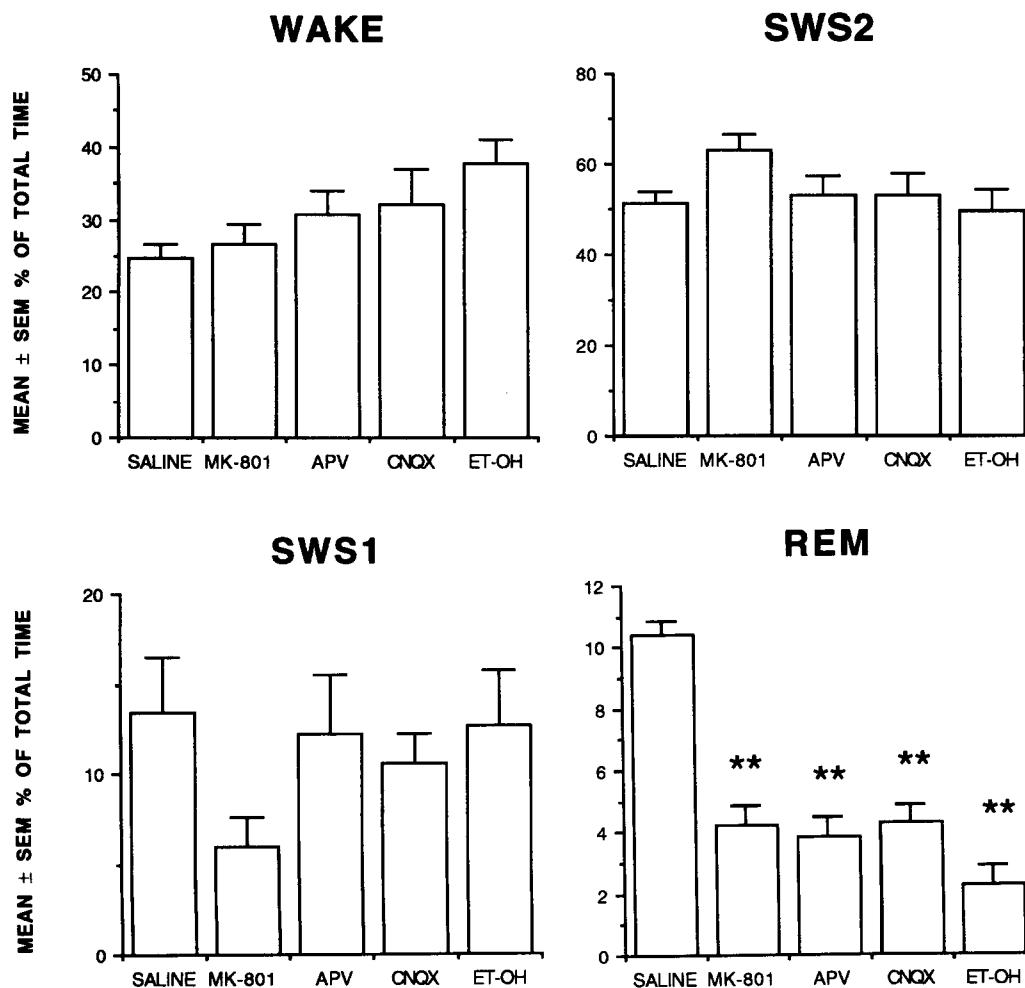 WAKE
MEAN ± SEM % OF TOTAL TIME
50
40
30
20
10
0
SALINE MK-801 APV CNQX ET-OH
SWS2
80
60
40
20
0
SALINE MK-801 APV CNQX ET-OH
SWS1
MEAN ± SEM % OF TOTAL TIME
20
10
0
SALINE MK-801 APV CNQX ET-OH
REM
12
10
8
6
4
2
0
** ** ** **
SALINE MK-801 APV CNQX ET-OH